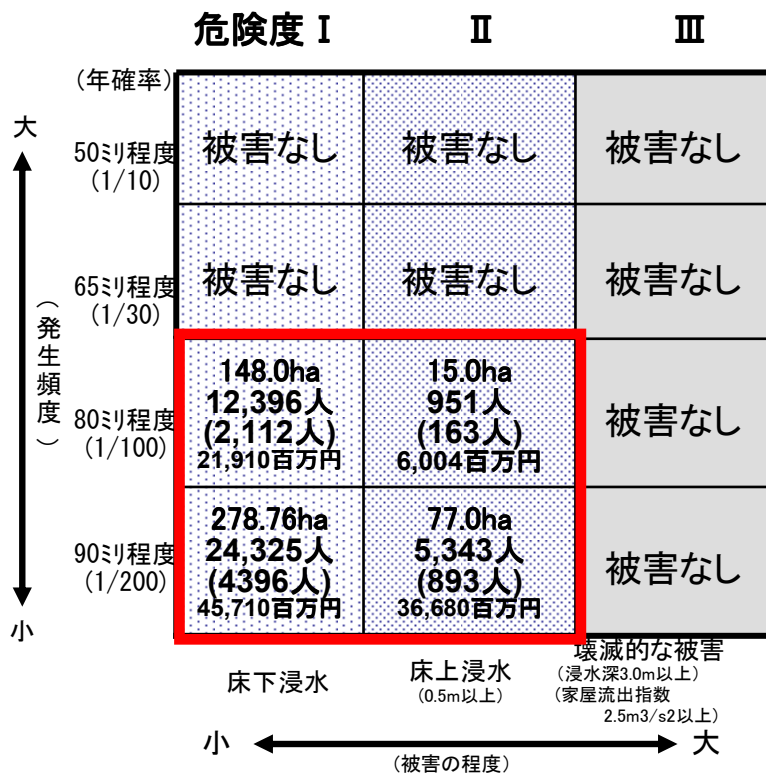 危険度 Ⅰ Ⅱ Ⅲ
(年確率)
大
50ミリ程度
(1/10)
被害なし 被害なし 被害なし
65ミリ程度
(1/30)
被害なし 被害なし 被害なし
(発生頻度)
80ミリ程度
(1/100)
148.0ha
12,396人
(2,112人)
21,910百万円
15.0ha
951人
(163人)
6,004百万円
被害なし
90ミリ程度
(1/200)
278.76ha
24,325人
(4396人)
45,710百万円
77.0ha
5,343人
(893人)
36,680百万円
被害なし
小
床下浸水
床上浸水
(0.5m以上)
壊滅的な被害
(浸水深3.0m以上)
(家屋流出指数
2.5m3/s2以上)
小 大
(被害の程度)